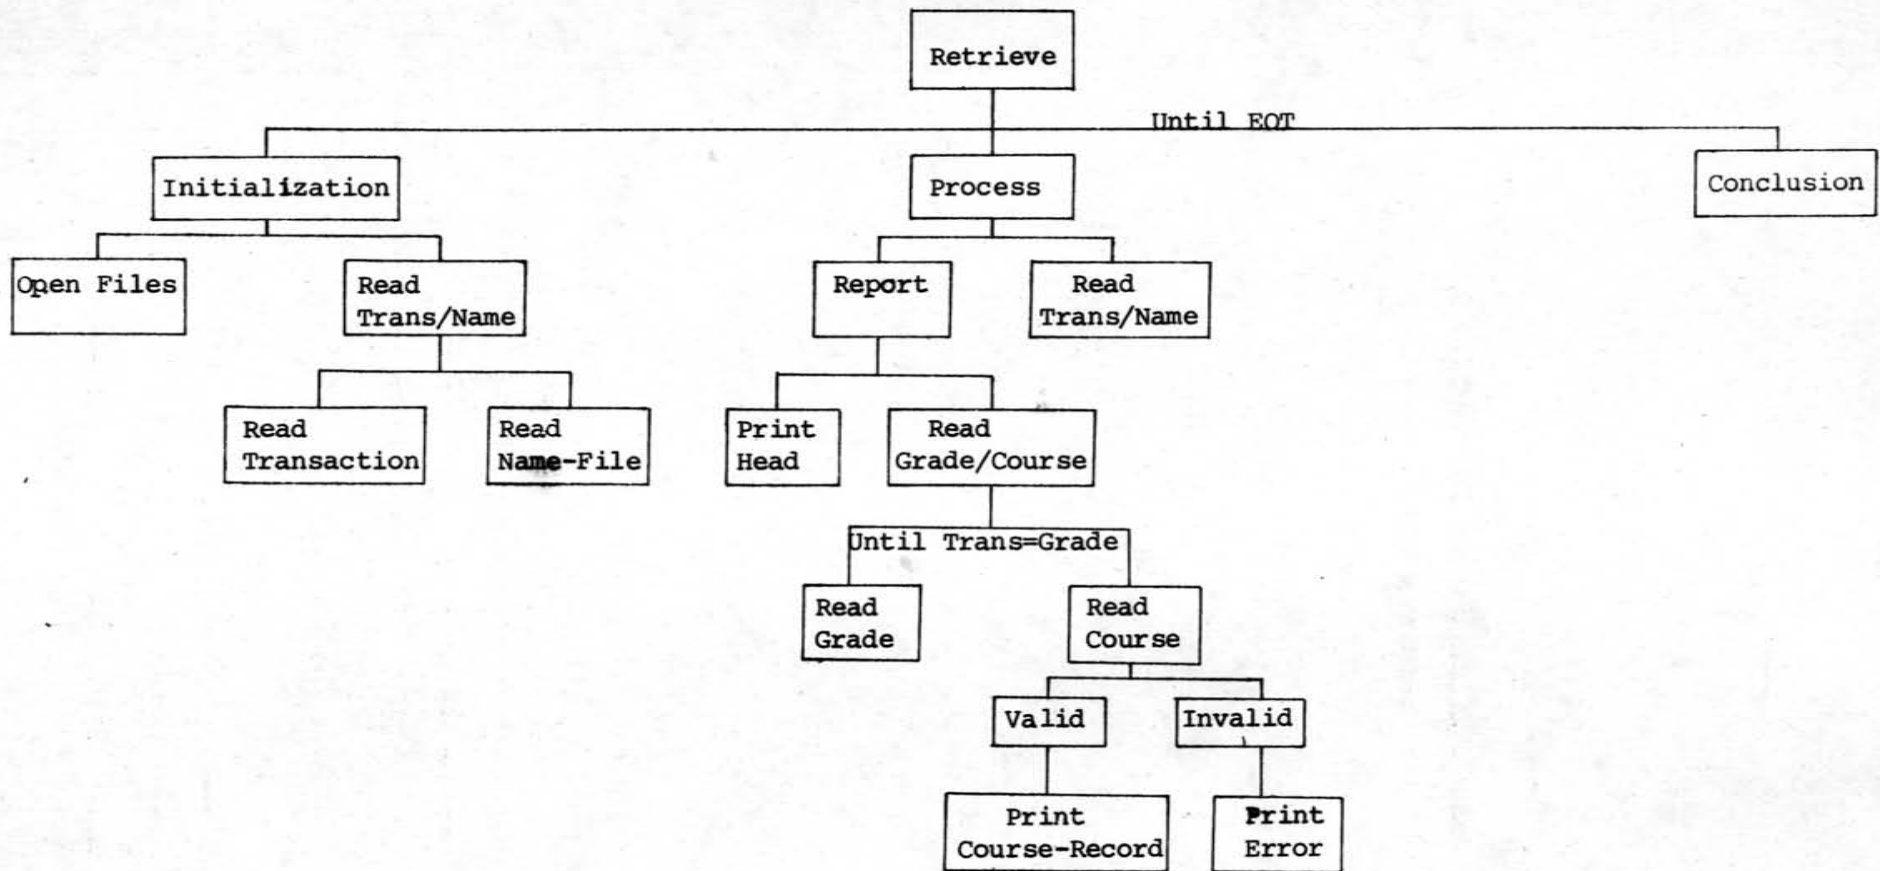 Retrieve
Until EOT
Initialization
Process
Conclusion
Open Files
Read
Trans/Name
Report
Read
Trans/Name
Read
Transaction
Read
Name-File
Print
Head
Read
Grade/Course
Until Trans=Grade
Read
Grade
Read
Course
Valid
Invalid
Print
Course-Record
Print
Error